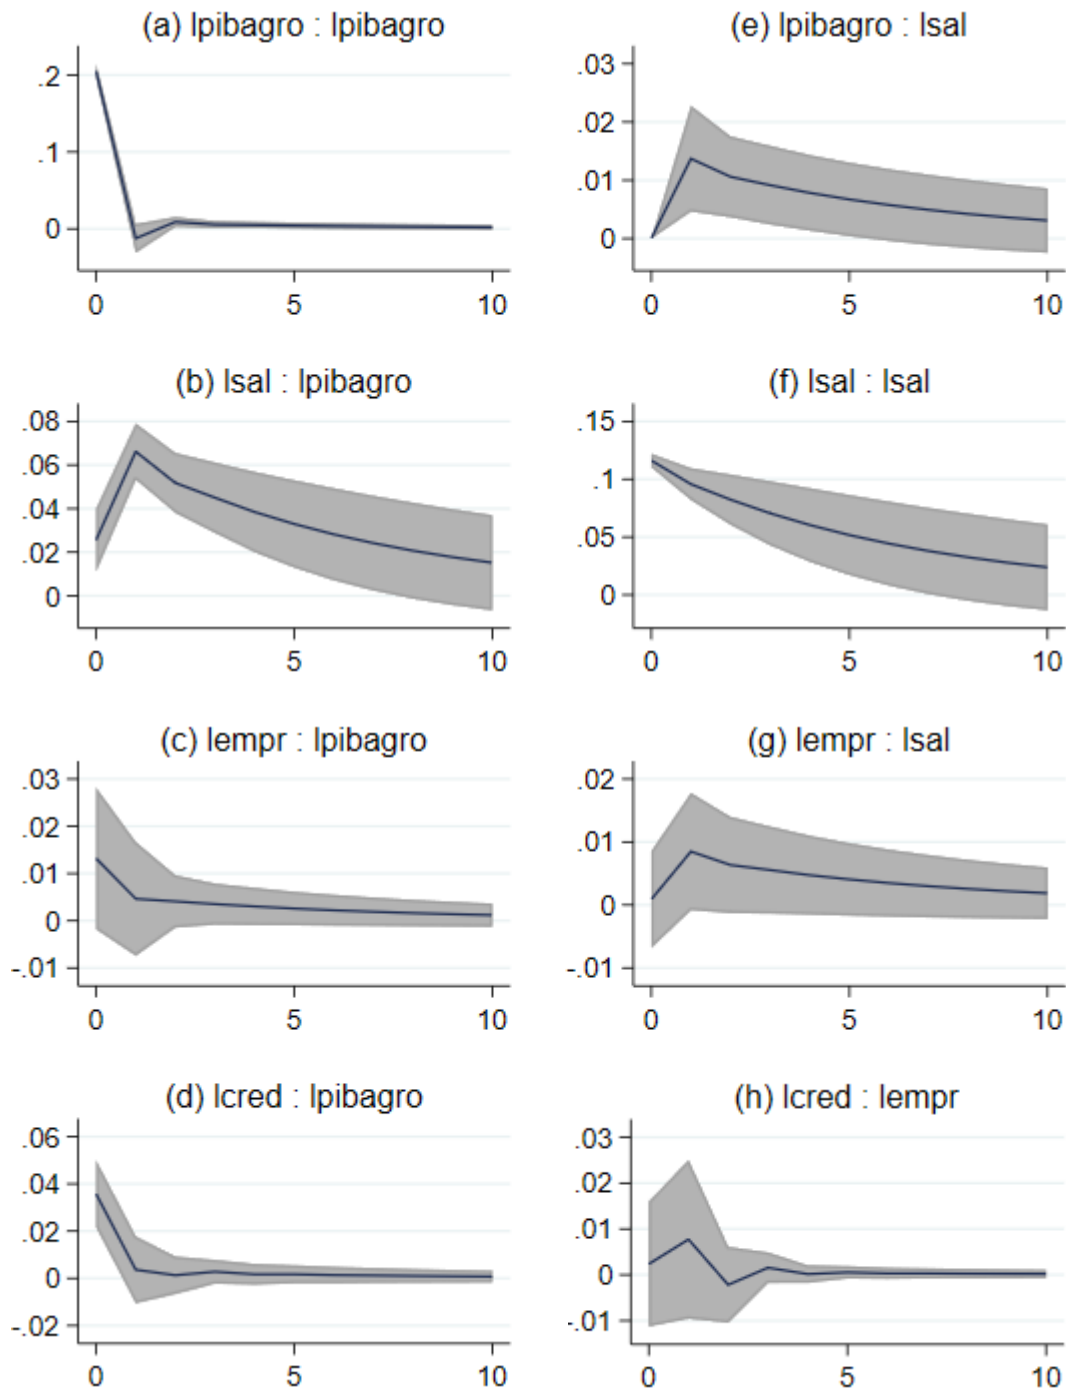 (a) lpibagro : lpibagro
.2
.1
0
0 5 10
(e) lpibagro : lsal
.03
.02
.01
0
0 5 10
(b) lsal : lpibagro
.08
.06
.04
.02
0
0 5 10
(f) lsal : lsal
.15
.1
.05
0
0 5 10
(c) lempr : lpibagro
.03
.02
.01
0
-.01
0 5 10
(g) lempr : lsal
.02
.01
0
-.01
0 5 10
(d) lcred : lpibagro
.06
.04
.02
0
-.02
0 5 10
(h) lcred : lempr
.03
.02
.01
0
-.01
0 5 10